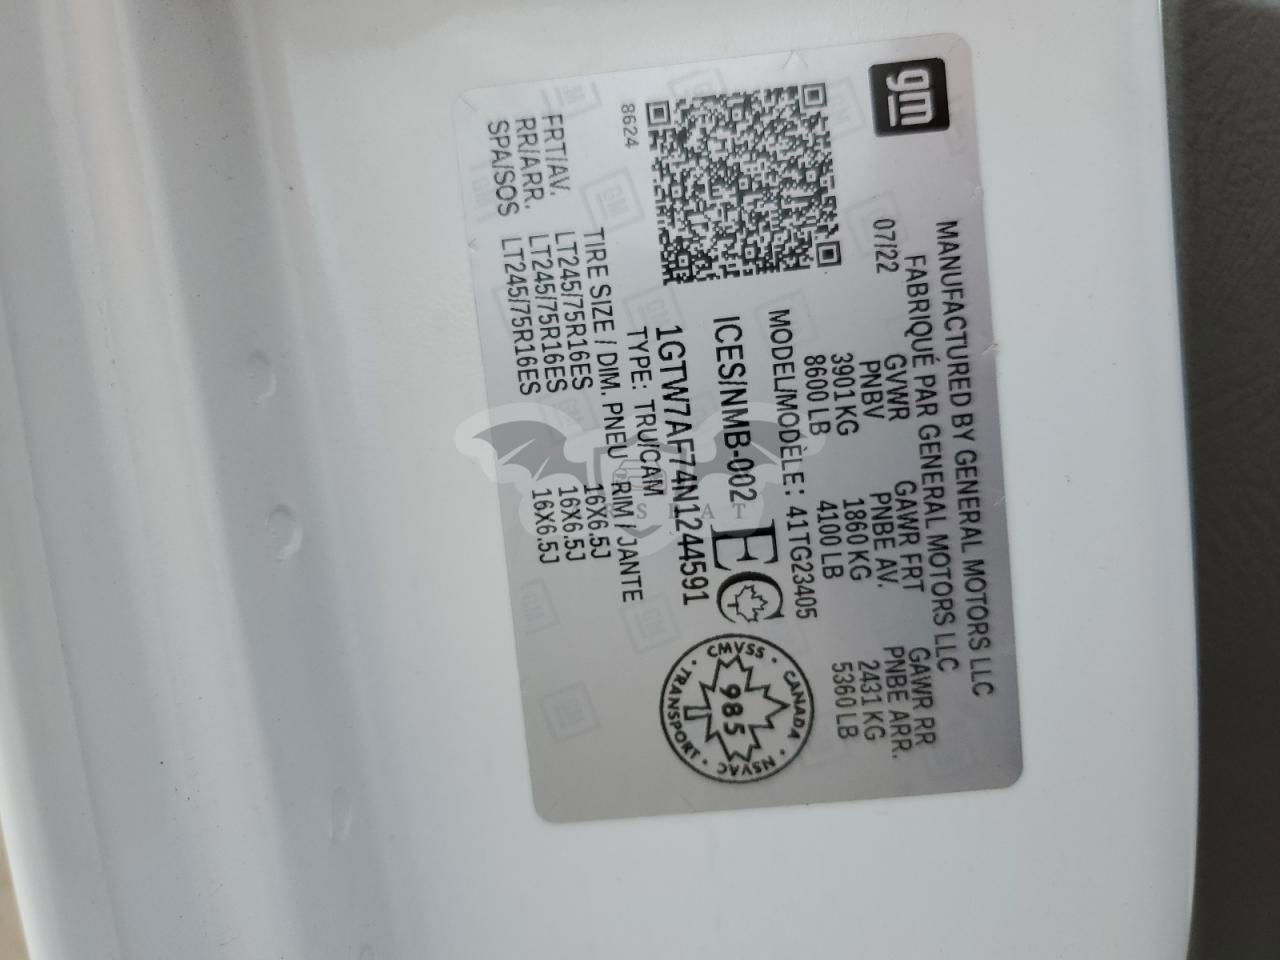 gm
MANUFACTURED BY GENERAL MOTORS LLC
FABRIQUÉ PAR GENERAL MOTORS LLC
07/22 GVWR GAWR FRT GAWR RR
PNBV PNBE AV. PNBE ARR.
3901 KG 1860 KG 2431 KG
8600 LB 4100 LB 5360 LB
MODEL/MODÈLE: 41TG23405
ICES/NMB-002 EC
1GTW7AF74N1244591
TYPE: TRU/CAM
8624
CMVSS · CANADA · NSVAC · TRANSPORT ·
985
TIRE SIZE / DIM. PNEU RIM / JANTE
FRT/AV. LT245/75R16ES 16X6.5J
RR/ARR. LT245/75R16ES 16X6.5J
SPA/SOS LT245/75R16ES 16X6.5J